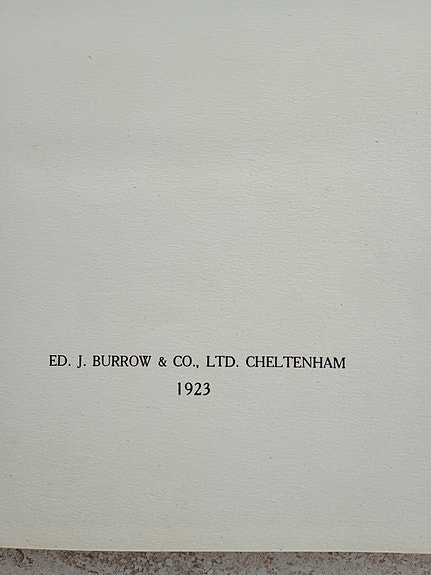 ED. J. BURROW & CO., LTD. CHELTENHAM
1923